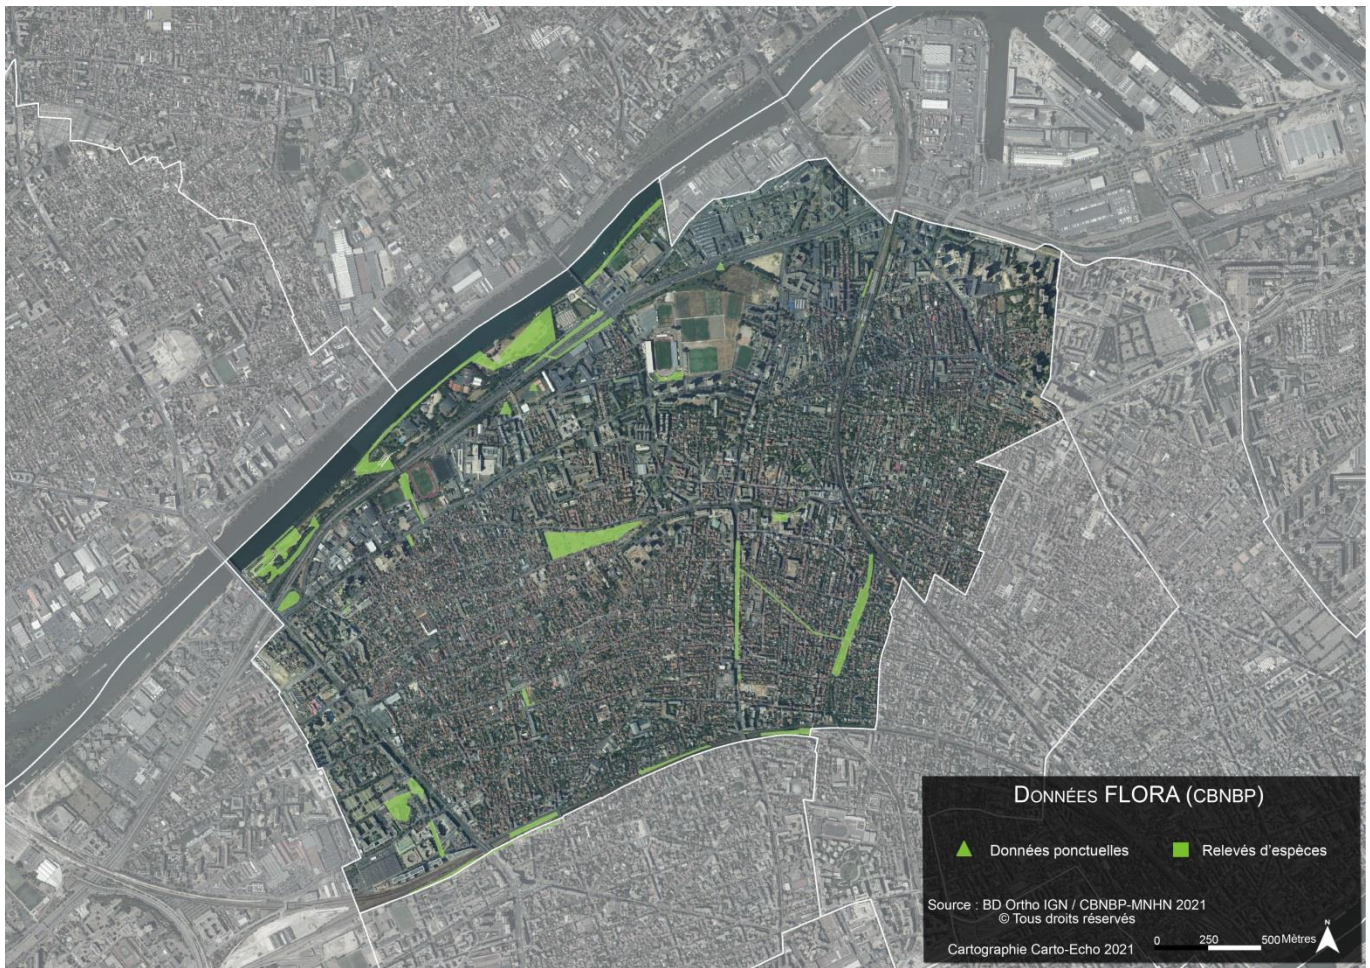 DONNÉES FLORA (CBNBP)
Données ponctuelles
Relevés d'espèces
Source : BD Ortho IGN / CBNBP-MNHN 2021
© Tous droits réservés
Cartographie Carto-Echo 2021
0 250 500 Mètres
N